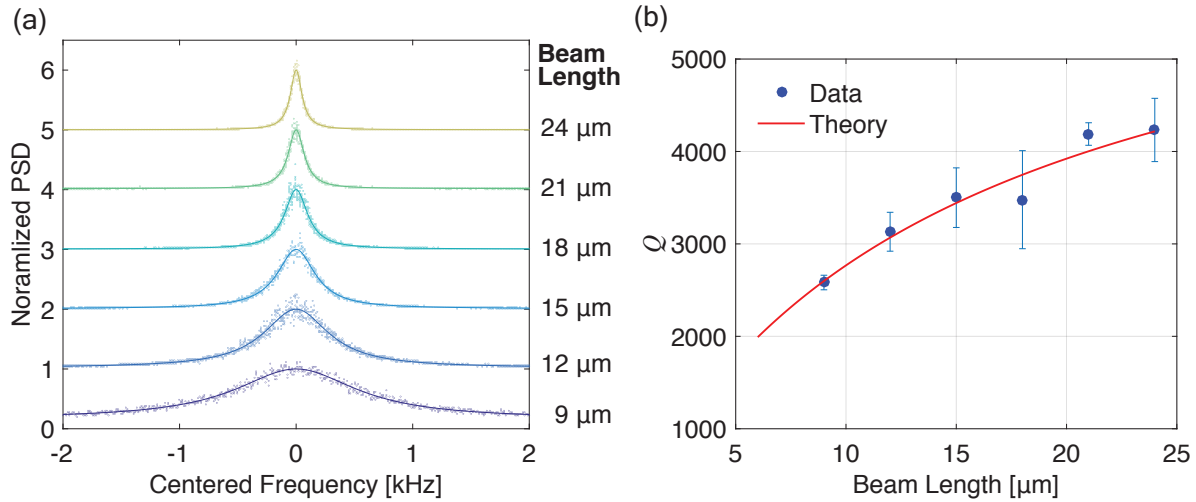 (a)
Noramlized PSD
6
5
4
3
2
1
0
-2
-1
0
1
2
Centered Frequency [kHz]
Beam
Length
24 µm
21 µm
18 µm
15 µm
12 µm
9 µm
(b)
Q
5000
4000
3000
2000
1000
Data
Theory
5
10
15
20
25
Beam Length [µm]